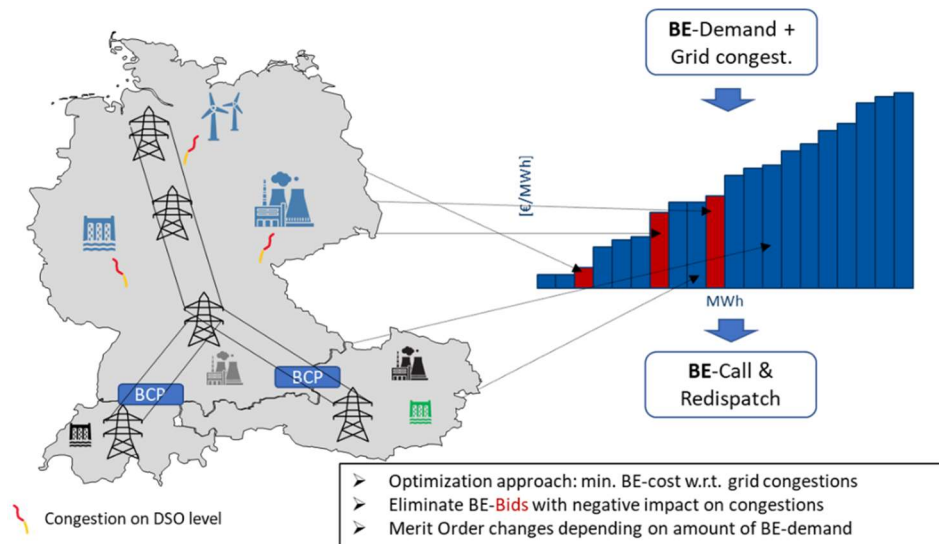 BE-Demand +
Grid congest.
[€/MWh]
MWh
BE-Call &
Redispatch
BCP
BCP
Congestion on DSO level
➢ Optimization approach: min. BE-cost w.r.t. grid congestions
➢ Eliminate BE-Bids with negative impact on congestions
➢ Merit Order changes depending on amount of BE-demand